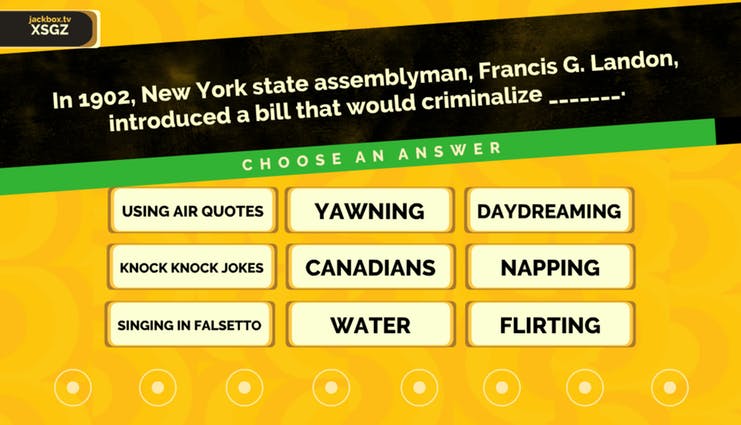 jackbox.tv
XSGZ
In 1902, New York state assemblyman, Francis G. Landon,
introduced a bill that would criminalize _______.
CHOOSE AN ANSWER
USING AIR QUOTES
YAWNING
DAYDREAMING
KNOCK KNOCK JOKES
CANADIANS
NAPPING
SINGING IN FALSETTO
WATER
FLIRTING